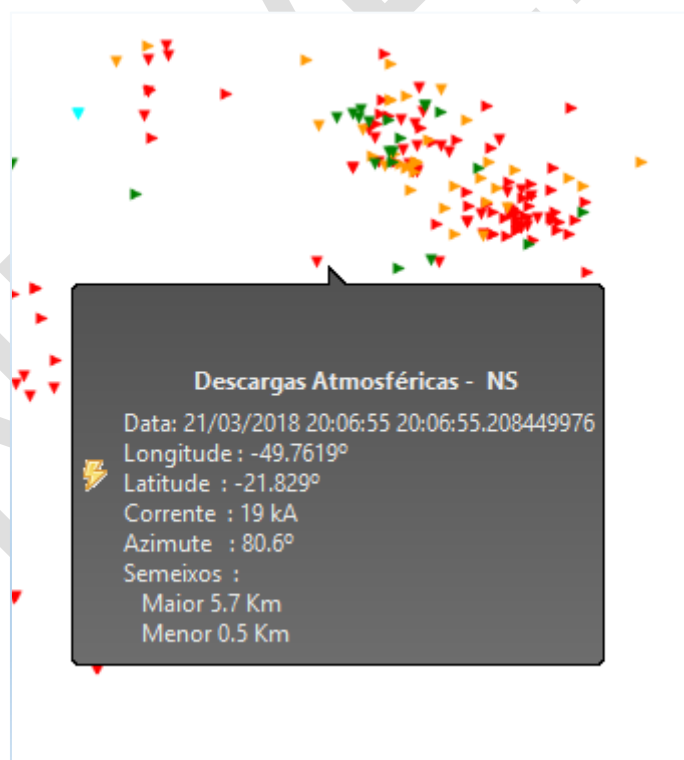 Descargas Atmosféricas -  NS
Data: 21/03/2018 20:06:55 20:06:55.208449976
Longitude : -49.7619º
Latitude  : -21.829º
Corrente  : 19 kA
Azimute   : 80.6º
Semeixos  :
Maior 5.7 Km
Menor 0.5 Km